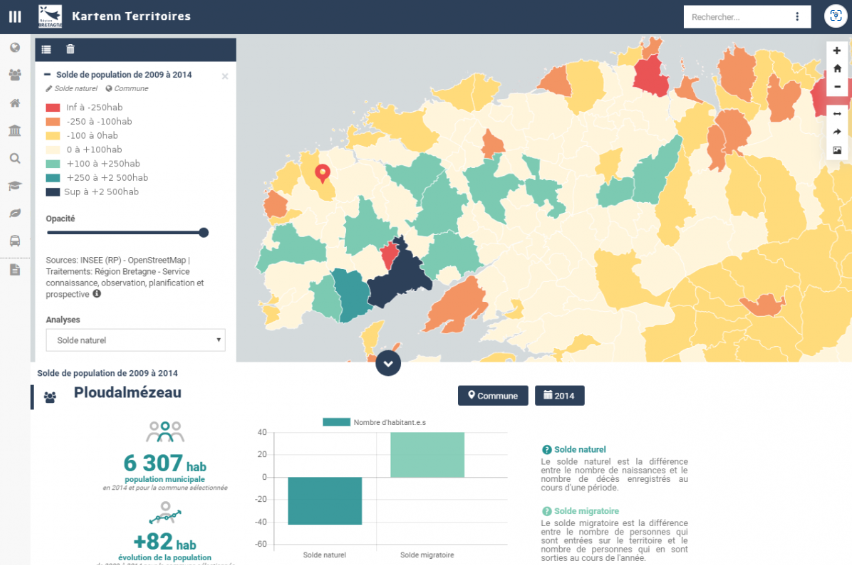 Kartenn Territoires
BRETAGNE
Rechercher...
Solde de population de 2009 à 2014
Solde naturel Commune
Inf à -250hab
-250 à -100hab
-100 à 0hab
0 à +100hab
+100 à +250hab
+250 à +2 500hab
Sup à +2 500hab
Opacité
Sources: INSEE (RP) - OpenStreetMap |
Traitements: Région Bretagne - Service
connaissance, observation, planification et
prospective
Analyses
Solde naturel
Solde de population de 2009 à 2014
Ploudalmézeau
Commune
2014
6 307 hab
population municipale
en 2014 et pour la commune sélectionnée
+82 hab
évolution de la population
Nombre d'habitant.e.s
40
20
0
-20
-40
-60
Solde naturel
Solde migratoire
Solde naturel
Le solde naturel est la différence
entre le nombre de naissances et le
nombre de décès enregistrés au
cours d'une période.
Solde migratoire
Le solde migratoire est la différence
entre le nombre de personnes qui
sont entrées sur le territoire et le
nombre de personnes qui en sont
sorties au cours de l'année.